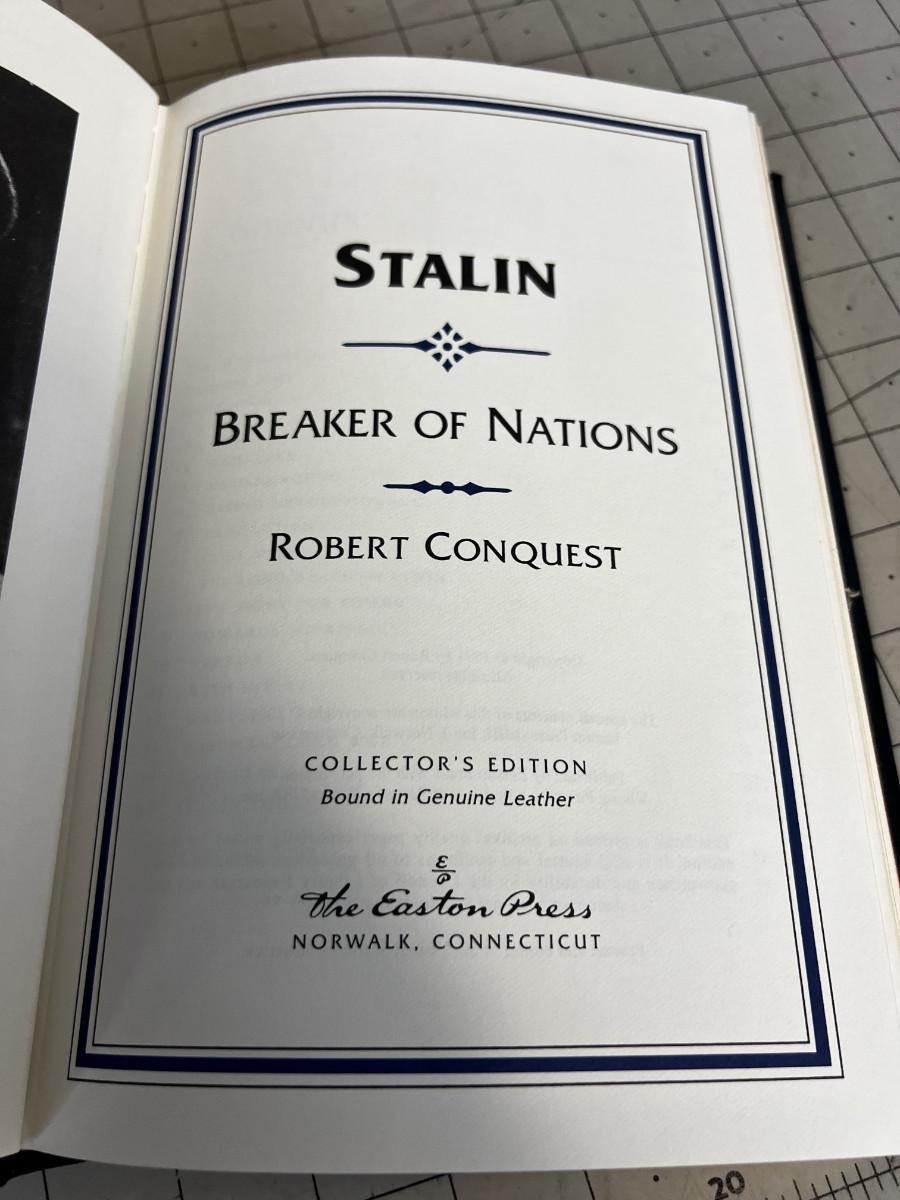 STALIN
BREAKER OF NATIONS
ROBERT CONQUEST
COLLECTOR'S EDITION
Bound in Genuine Leather
E
P
The Easton Press
NORWALK, CONNECTICUT
20